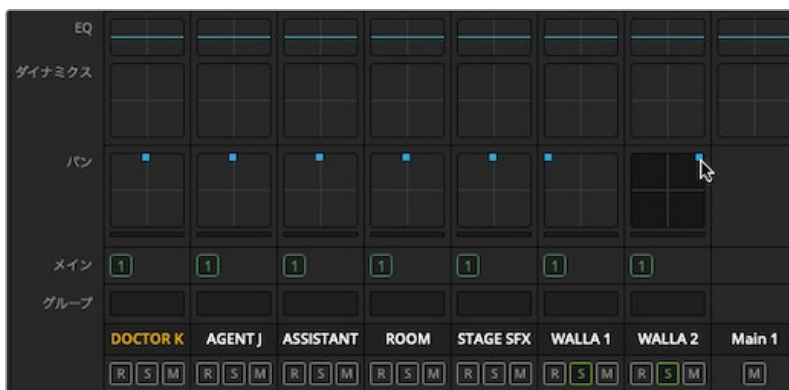 EQ
ダイナミクス
パン
メイン 1 1 1 1 1 1 1
グループ
DOCTOR K AGENT J ASSISTANT ROOM STAGE SFX WALLA 1 WALLA 2 Main 1
R S M R S M R S M R S M R S M R S M R S M M